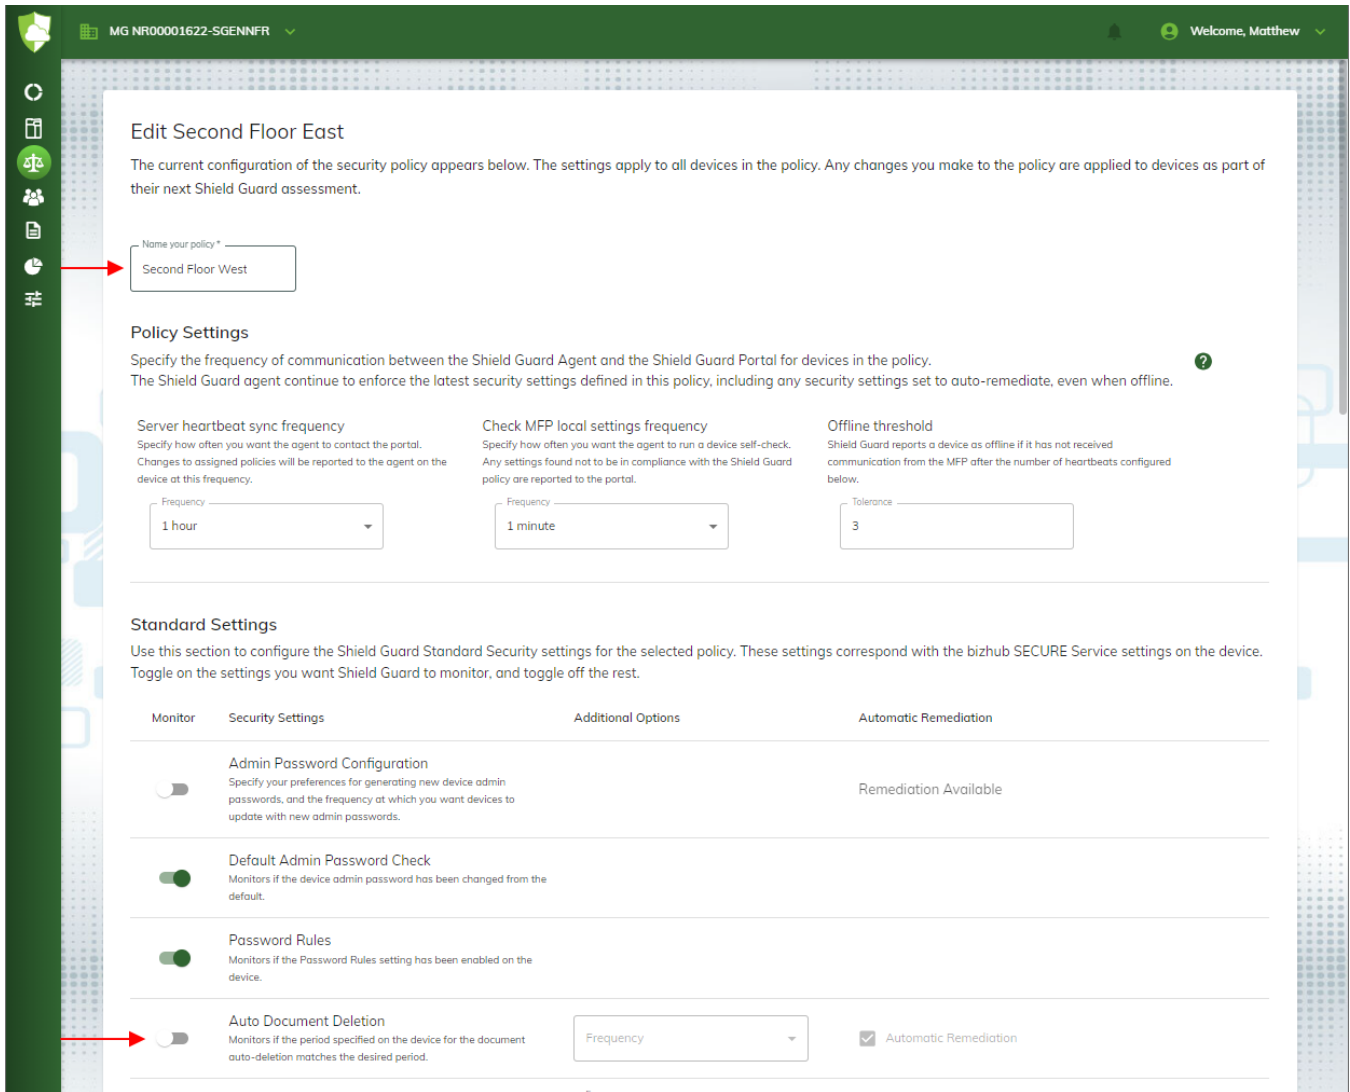 MG NR00001622-SGENNFR
Welcome, Matthew
Edit Second Floor East
The current configuration of the security policy appears below. The settings apply to all devices in the policy. Any changes you make to the policy are applied to devices as part of
their next Shield Guard assessment.
Name your policy *
Second Floor West
Policy Settings
Specify the frequency of communication between the Shield Guard Agent and the Shield Guard Portal for devices in the policy.
?
The Shield Guard agent continue to enforce the latest security settings defined in this policy, including any security settings set to auto-remediate, even when offline.
Server heartbeat sync frequency
Specify how often you want the agent to contact the portal.
Changes to assigned policies will be reported to the agent on the
device at this frequency.
Frequency
1 hour
Check MFP local settings frequency
Specify how often you want the agent to run a device self-check.
Any settings found not to be in compliance with the Shield Guard
policy are reported to the portal.
Frequency
1 minute
Offline threshold
Shield Guard reports a device as offline if it has not received
communication from the MFP after the number of heartbeats configured
below.
Tolerance
3
Standard Settings
Use this section to configure the Shield Guard Standard Security settings for the selected policy. These settings correspond with the bizhub SECURE Service settings on the device.
Toggle on the settings you want Shield Guard to monitor, and toggle off the rest.
Monitor
Security Settings
Additional Options
Automatic Remediation
Admin Password Configuration
Specify your preferences for generating new device admin
passwords, and the frequency at which you want devices to
update with new admin passwords.
Remediation Available
Default Admin Password Check
Monitors if the device admin password has been changed from the
default.
Password Rules
Monitors if the Password Rules setting has been enabled on the
device.
Auto Document Deletion
Monitors if the period specified on the device for the document
auto-deletion matches the desired period.
Frequency
Automatic Remediation